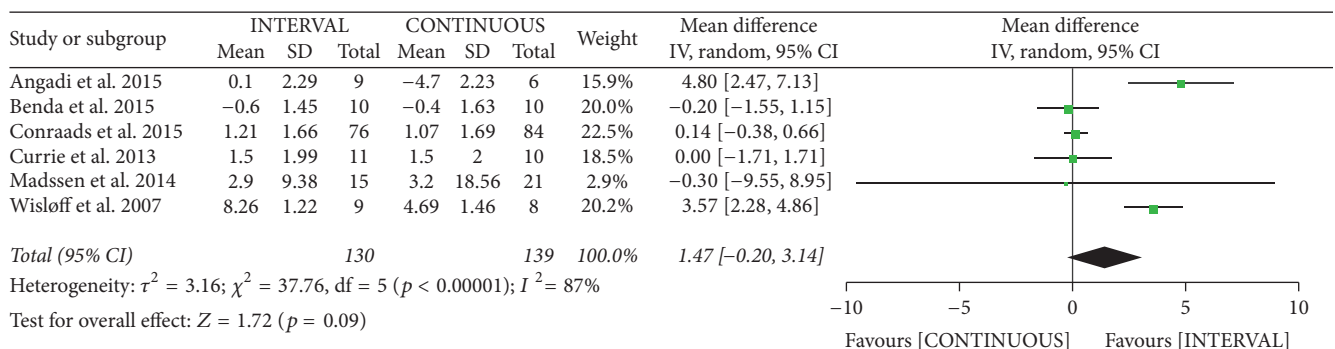 Study or subgroup INTERVAL CONTINUOUS Weight Mean difference Mean difference
Mean SD Total Mean SD Total IV, random, 95% CI IV, random, 95% CI
Angadi et al. 2015 0.1 2.29 9 −4.7 2.23 6 15.9% 4.80 [2.47, 7.13]
Benda et al. 2015 −0.6 1.45 10 −0.4 1.63 10 20.0% −0.20 [−1.55, 1.15]
Conraads et al. 2015 1.21 1.66 76 1.07 1.69 84 22.5% 0.14 [−0.38, 0.66]
Currie et al. 2013 1.5 1.99 11 1.5 2 10 18.5% 0.00 [−1.71, 1.71]
Madssen et al. 2014 2.9 9.38 15 3.2 18.56 21 2.9% −0.30 [−9.55, 8.95]
Wisløff et al. 2007 8.26 1.22 9 4.69 1.46 8 20.2% 3.57 [2.28, 4.86]
Total (95% CI) 130 139 100.0% 1.47 [−0.20, 3.14]
Heterogeneity: τ² = 3.16; χ² = 37.76, df = 5 (p < 0.00001); I² = 87%
Test for overall effect: Z = 1.72 (p = 0.09)
−10 −5 0 5 10
Favours [CONTINUOUS] Favours [INTERVAL]